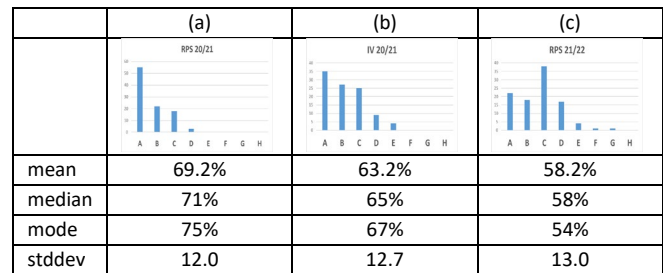 (a) (b) (c)
RPS 20/21 IV 20/21 RPS 21/22
A B C D E F G H A B C D E F G H A B C D E F G H
mean 69.2% 63.2% 58.2%
median 71% 65% 58%
mode 75% 67% 54%
stddev 12.0 12.7 13.0